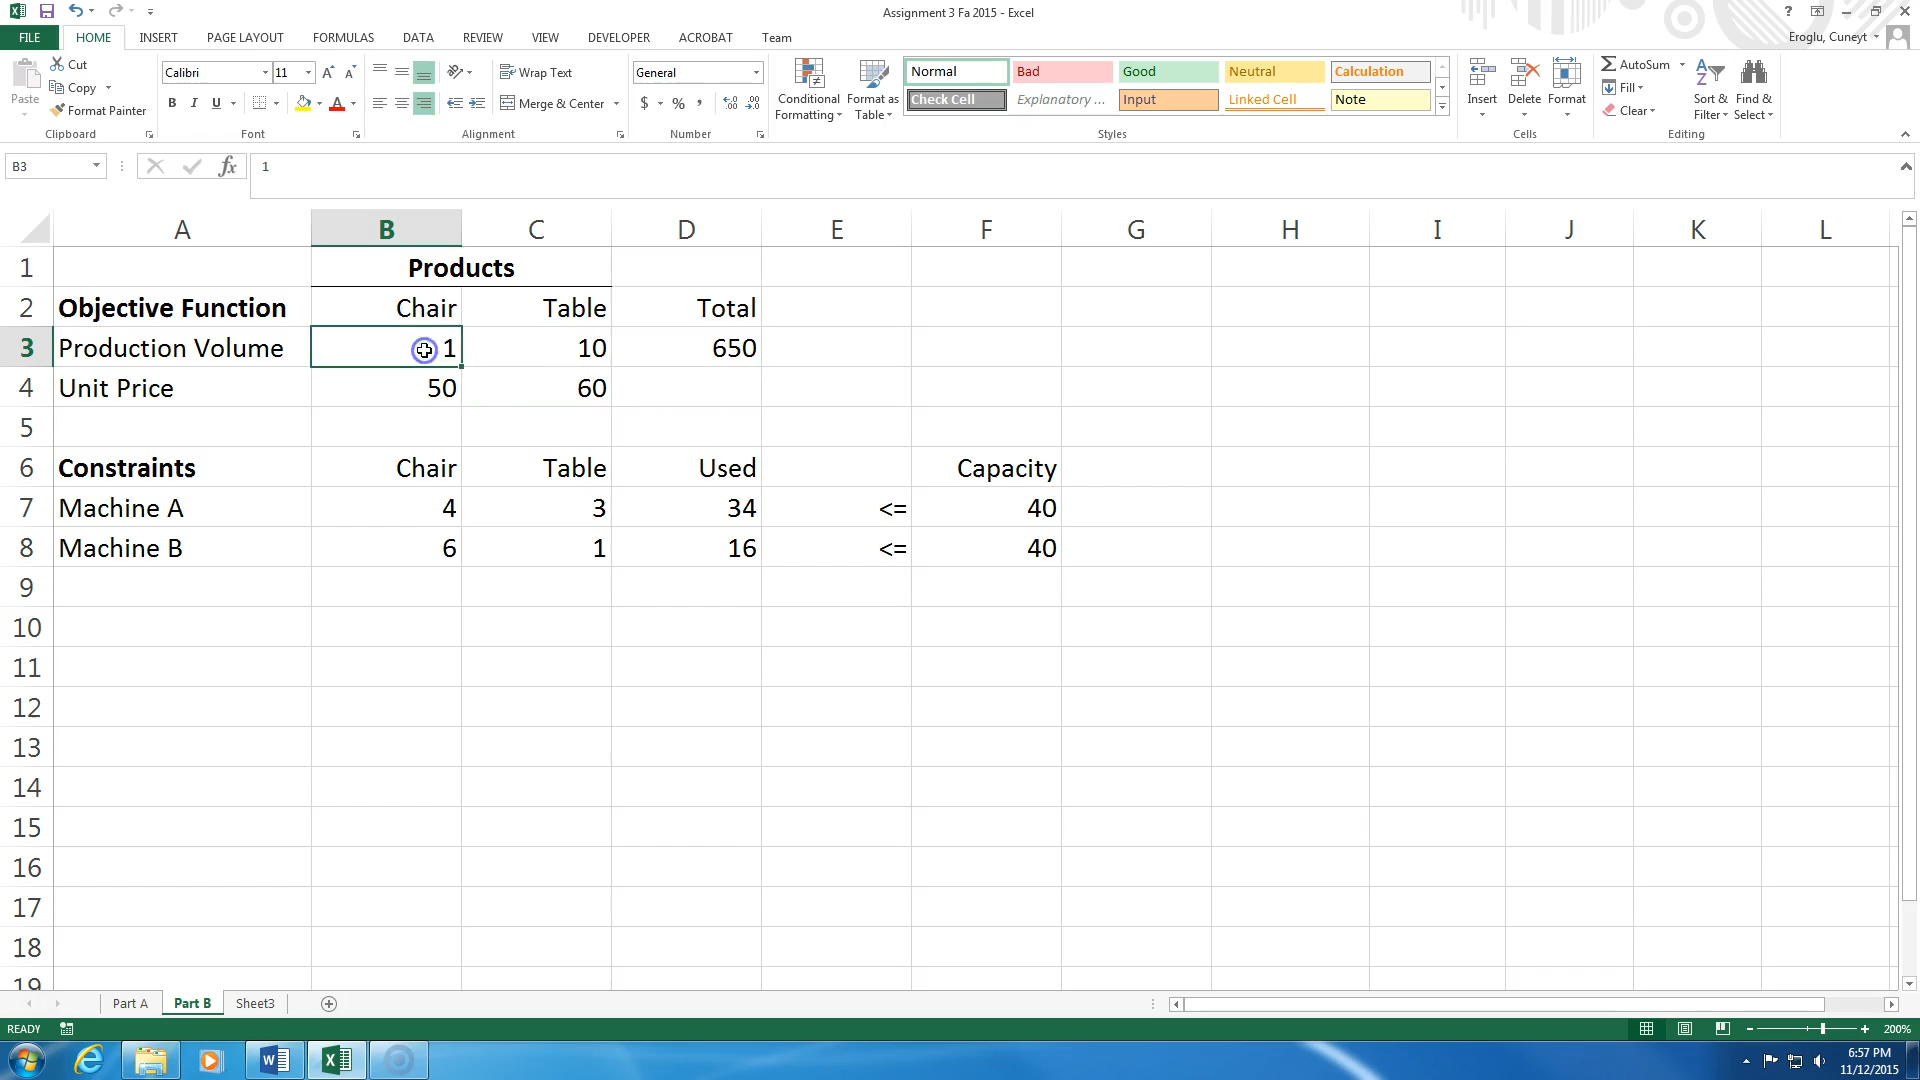 Assignment 3 Fa 2015 - Excel
FILE HOME INSERT PAGE LAYOUT FORMULAS DATA REVIEW VIEW DEVELOPER ACROBAT Team Eroglu, Cuneyt
Paste
Cut
Copy
Format Painter
Clipboard
Calibri 11
B I U A
Font
Wrap Text
Merge & Center
Alignment
General
$ % ,
Number
Conditional Formatting
Format as Table
Normal Bad Good Neutral Calculation
Check Cell Explanatory ... Input Linked Cell Note
Styles
Insert Delete Format
Cells
AutoSum
Fill
Clear
Sort & Filter
Find & Select
Editing
B3 fx 1
A B C D E F G H I J K L
1 Products
2 Objective Function Chair Table Total
3 Production Volume 1 10 650
4 Unit Price 50 60
5
6 Constraints Chair Table Used Capacity
7 Machine A 4 3 34 <= 40
8 Machine B 6 1 16 <= 40
9
10
11
12
13
14
15
16
17
18
19
Part A Part B Sheet3
READY 200%
6:57 PM
11/12/2015